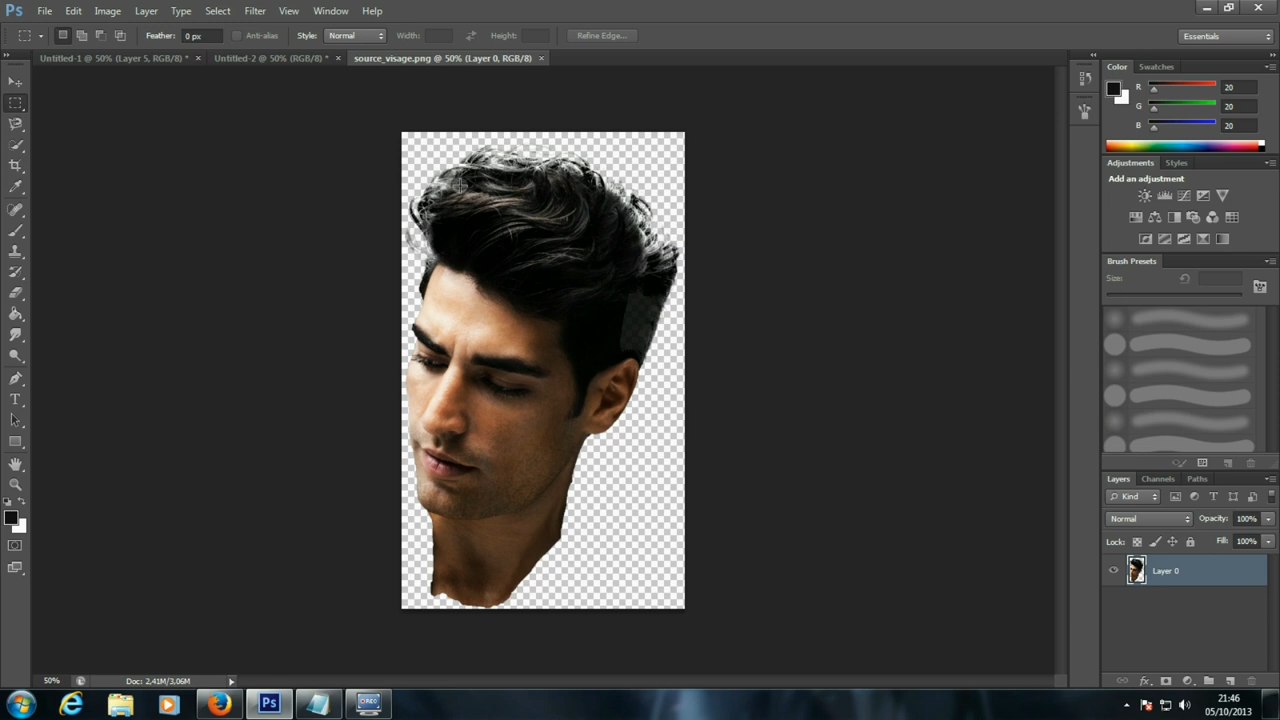 Ps File Edit Image Layer Type Select Filter View Window Help
Feather: 0 px Anti-alias Style: Normal Width: Height: Refine Edge... Essentials
Untitled-1 @ 50% (Layer 5, RGB/8) * × Untitled-2 @ 50% (RGB/8) * × source_visage.png @ 50% (Layer 0, RGB/8) ×
Color Swatches
R 20
G 20
B 20
Adjustments Styles
Add an adjustment
Brush Presets
Size:
Layers Channels Paths
Kind
Normal Opacity: 100%
Lock: Fill: 100%
Layer 0
50% Doc: 2,41M/3,06M
Ps OREO 21:46
05/10/2013